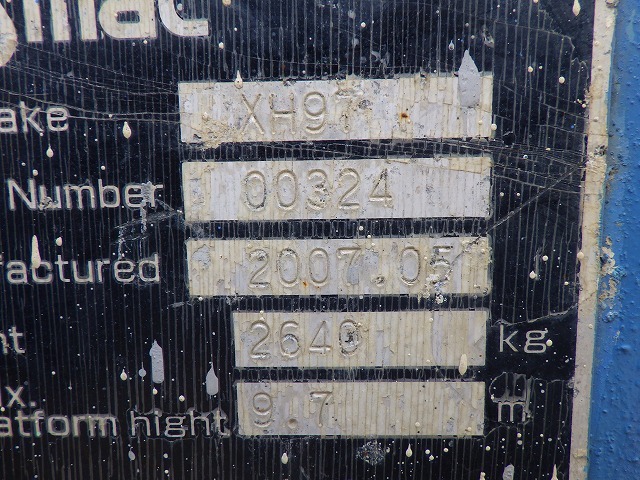 ake XH97
Number 00324
factured 2007.05
nt 2640 kg
x.
atform hight 9.7 m